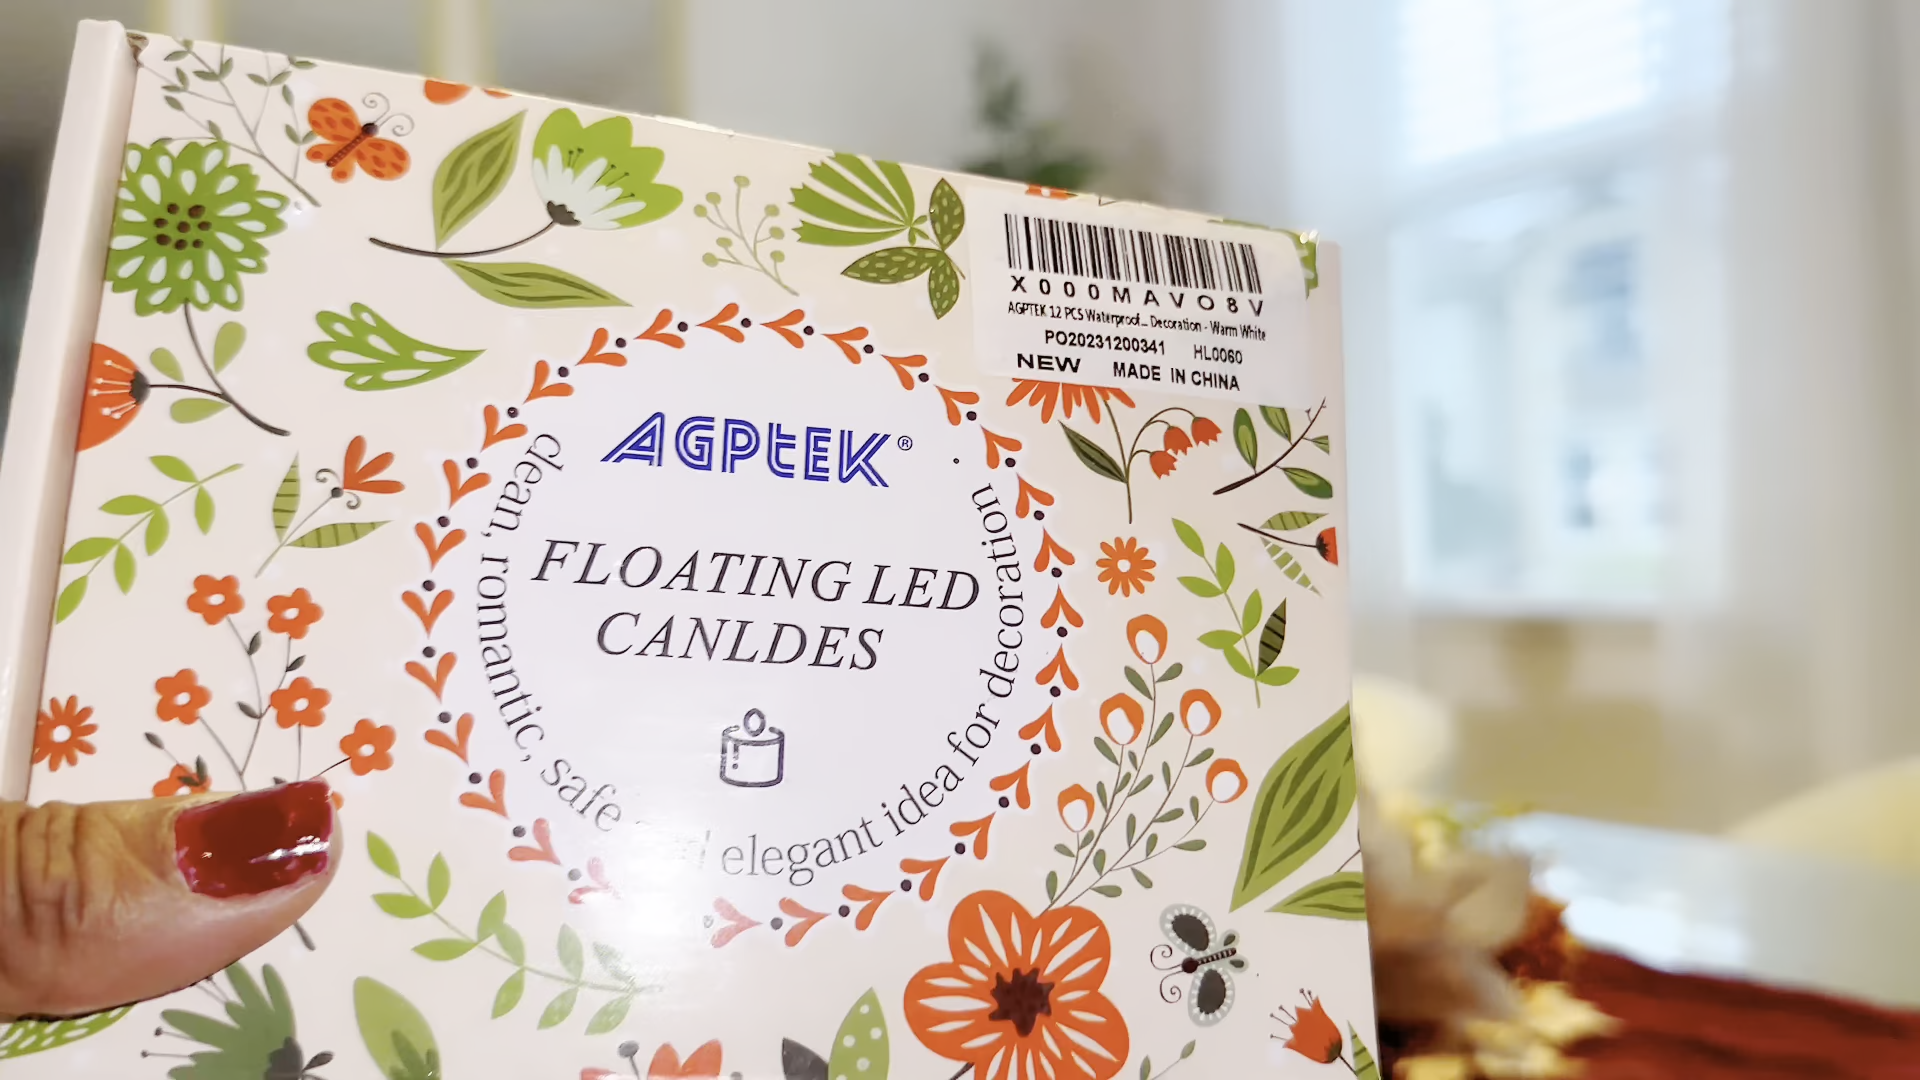 X000MAVO8V
AGPTEK 12 PCS Waterproof... Decoration - Warm White
PO20231200341 HL0060
NEW MADE IN CHINA
AGPtEK®
FLOATING LED
CANLDES
clean, romantic, safe elegant idea for decoration